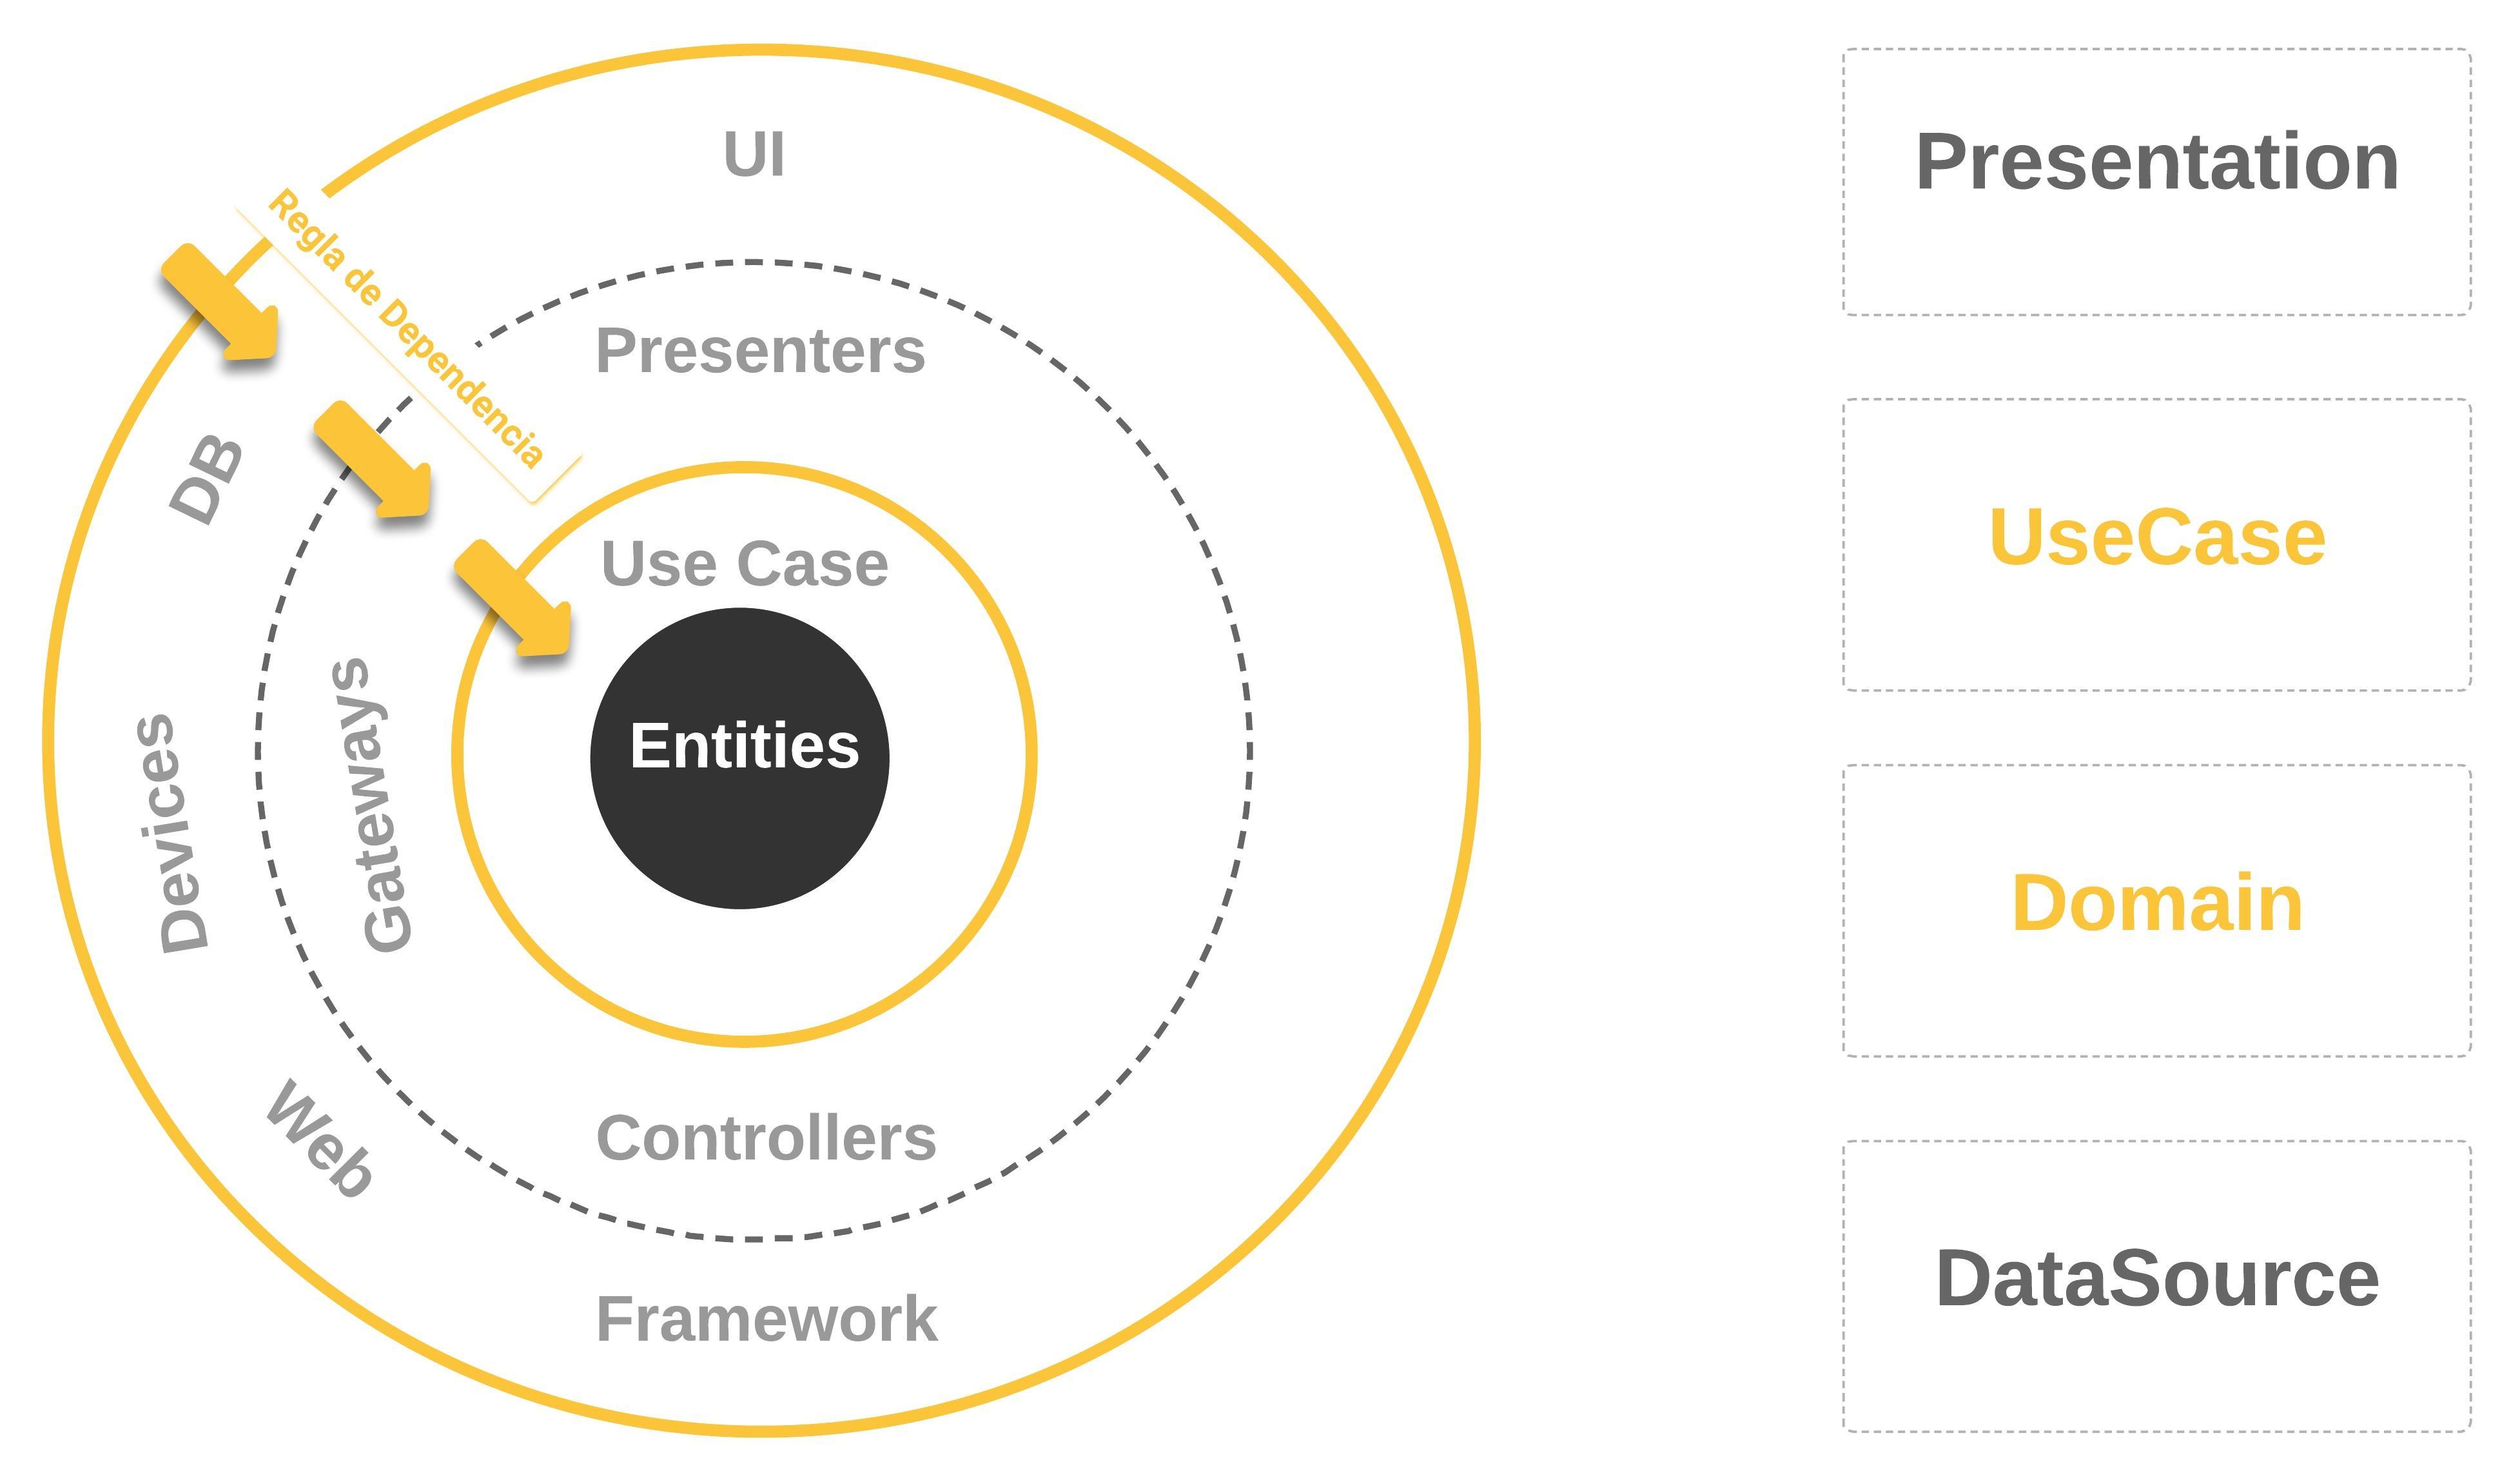 UI
Regla de Dependencia
Presenters
DB
Use Case
Entities
Gateways
Devices
Web
Controllers
Framework
Presentation
UseCase
Domain
DataSource